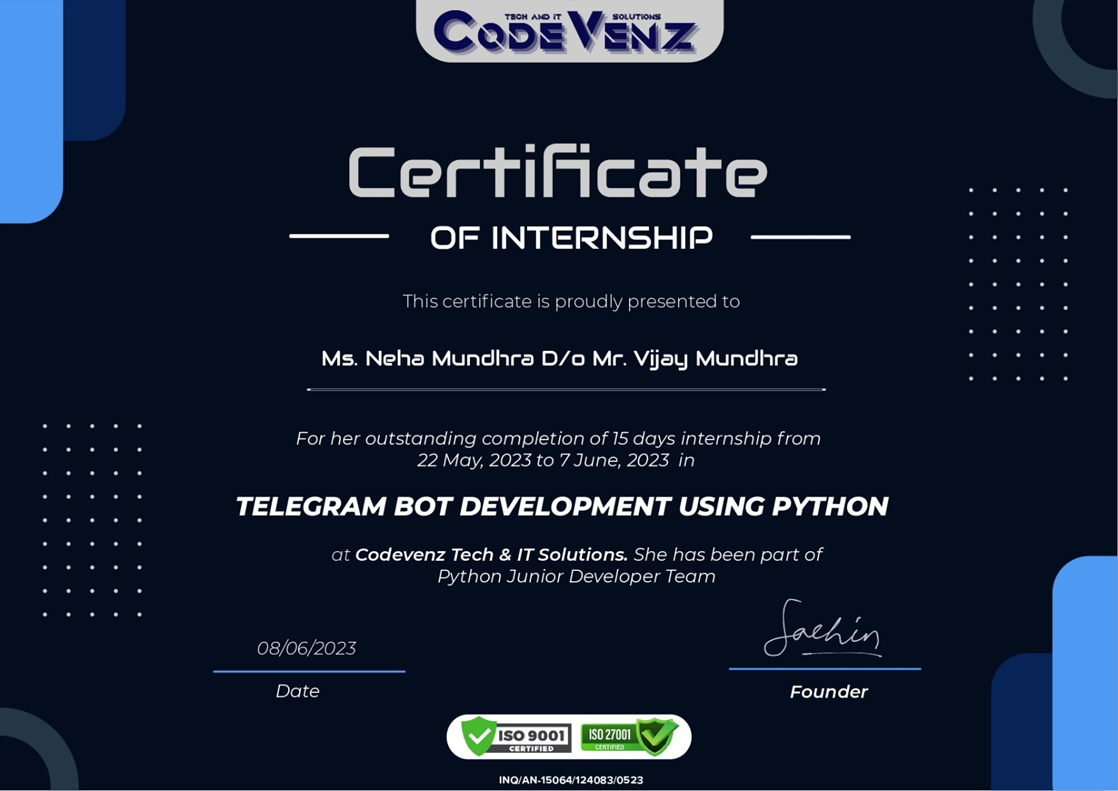 TECH AND IT SOLUTIONS
CODEVENZ
Certificate
OF INTERNSHIP
This certificate is proudly presented to
Ms. Neha Mundhra D/o Mr. Vijay Mundhra
For her outstanding completion of 15 days internship from
22 May, 2023 to 7 June, 2023 in
TELEGRAM BOT DEVELOPMENT USING PYTHON
at Codevenz Tech & IT Solutions. She has been part of
Python Junior Developer Team
Sachin
08/06/2023
Date
Founder
ISO 9001
CERTIFIED
ISO 27001
CERTIFIED
INQ/AN-15064/124083/0523